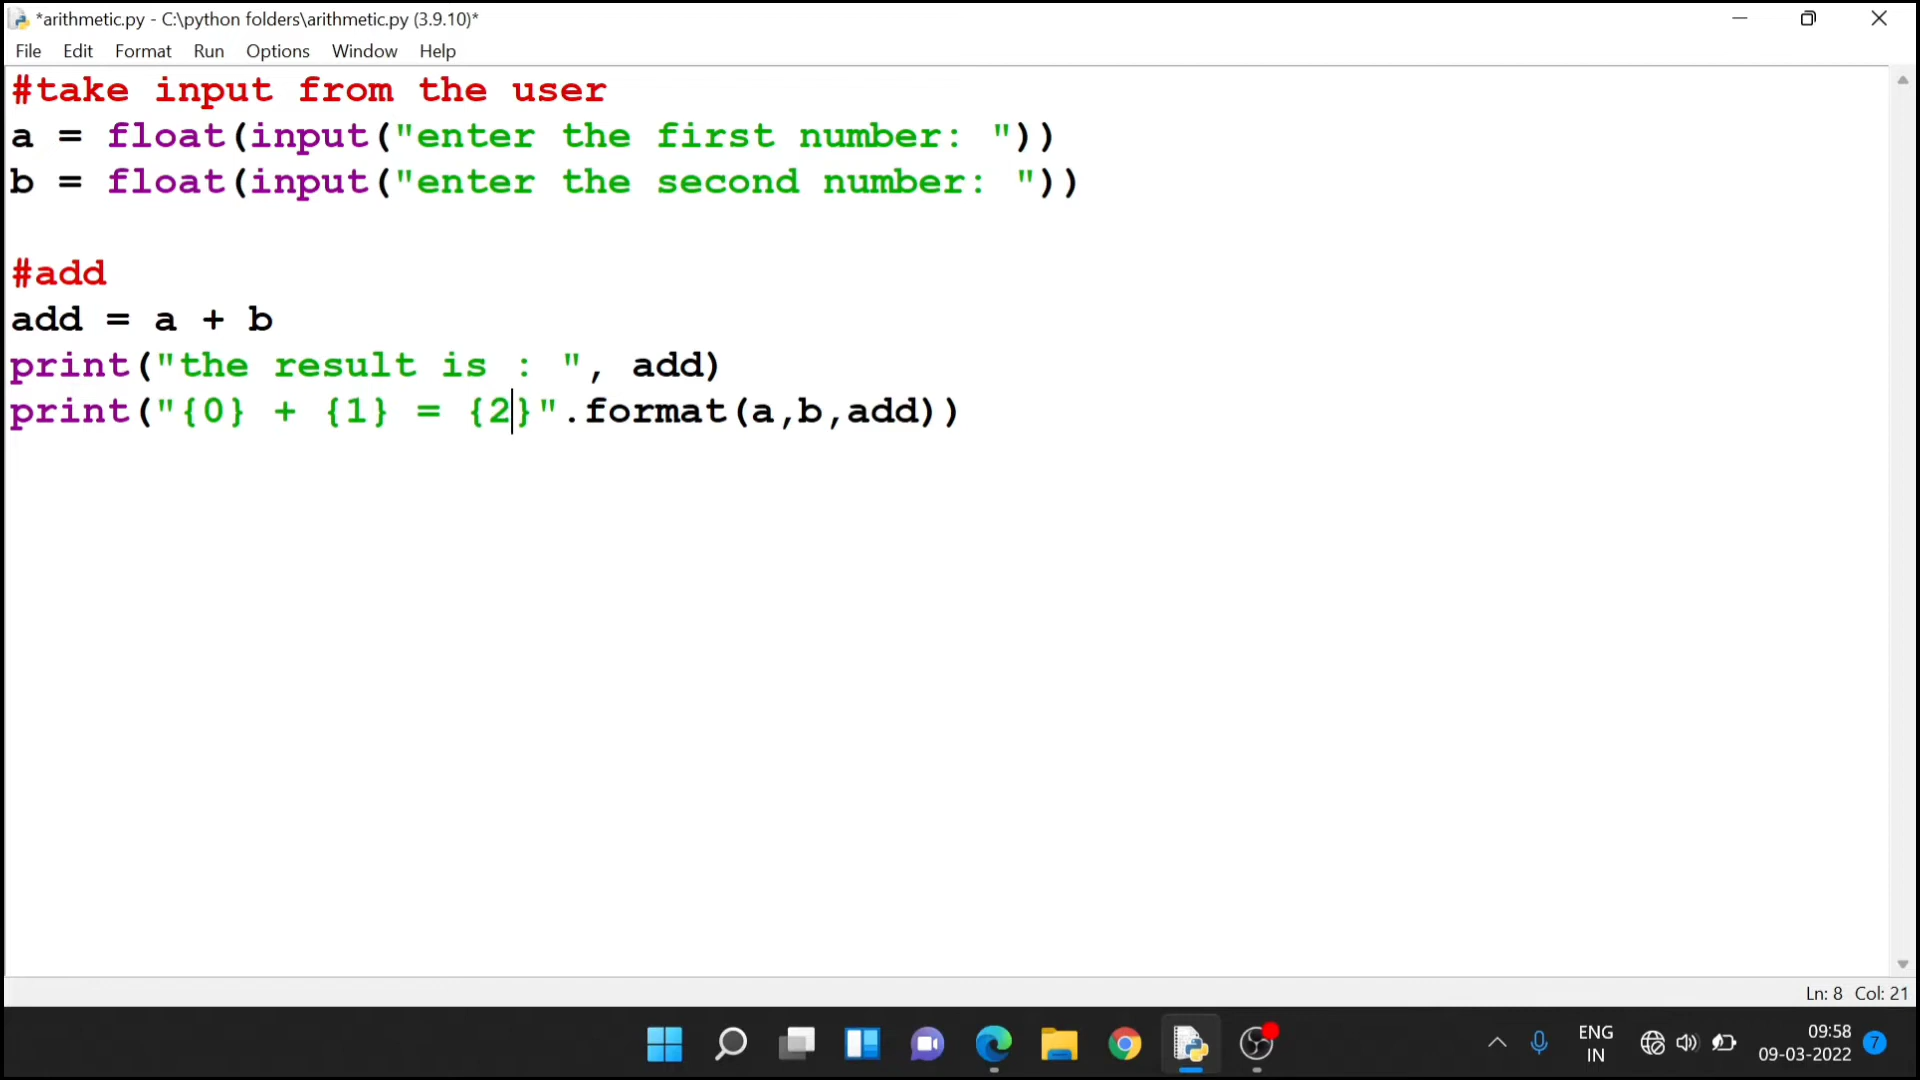 *arithmetic.py - C:\python folders\arithmetic.py (3.9.10)*
File Edit Format Run Options Window Help
#take input from the user
a = float(input("enter the first number: "))
b = float(input("enter the second number: "))
#add
add = a + b
print("the result is : ", add)
print("{0} + {1} = {2}".format(a,b,add))
Ln: 8 Col: 21
ENG
IN
09:58
09-03-2022
7